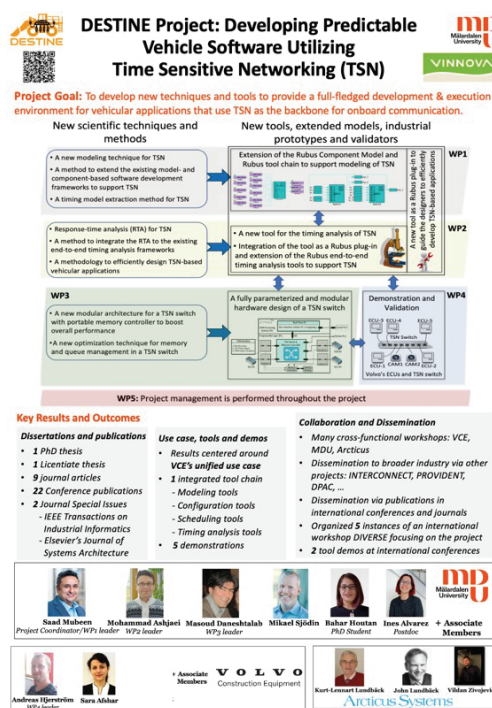 DESTINE
DESTINE Project: Developing Predictable
Vehicle Software Utilizing
Time Sensitive Networking (TSN)
Mälardalen
University
VINNOVA
Project Goal: To develop new techniques and tools to provide a full-fledged development & execution
environment for vehicular applications that use TSN as the backbone for onboard communication.
New scientific techniques and
methods
New tools, extended models, industrial
prototypes and validators
• A new modeling technique for TSN
• A method to extend the existing model- and
component-based software development
frameworks to support TSN
• A timing model extraction method for TSN
Extension of the Rubus Component Model and
Rubus tool chain to support modeling of TSN
A new tool as a Rubus plug-in to
guide the designers to efficiently
develop TSN-based applications
WP1
• Response-time analysis (RTA) for TSN
• A method to integrate the RTA to the existing
end-to-end timing analysis frameworks
• A methodology to efficiently design TSN-based
vehicular applications
• A new tool for the timing analysis of TSN
• Integration of the tool as a Rubus plug-in
and extension of the Rubus end-to-end
timing analysis tools to support TSN
WP2
WP3
• A new modular architecture for a TSN switch
with portable memory controller to boost
overall performance
• A new optimization technique for memory
and queue management in a TSN switch
A fully parameterized and modular
hardware design of a TSN switch
Demonstration and
Validation
ECU-3 ECU-4 ECU-5
TSN Switch
ECU-2 CAM1 CAM2 ECU-1
Volvo's ECUs and TSN switch
WP4
WP5: Project management is performed throughout the project
Key Results and Outcomes
Dissertations and publications
• 1 PhD thesis
• 1 Licentiate thesis
• 9 journal articles
• 22 Conference publications
• 2 Journal Special Issues
- IEEE Transactions on
Industrial Informatics
- Elsevier's Journal of
Systems Architecture
Use case, tools and demos
• Results centered around
VCE's unified use case
• 1 integrated tool chain
- Modeling tools
- Configuration tools
- Scheduling tools
- Timing analysis tools
• 5 demonstrations
Collaboration and Dissemination
• Many cross-functional workshops: VCE,
MDU, Arcticus
• Dissemination to broader industry via other
projects: INTERCONNECT, PROVIDENT,
DPAC, ...
• Dissemination via publications in
international conferences and journals
• Organized 5 instances of an international
workshop DIVERSE focusing on the project
• 2 tool demos at international conferences
Saad Mubeen
Project Coordinator/WP1 leader
Mohammad Ashjaei
WP2 leader
Masoud Daneshtalab
WP3 leader
Mikael Sjödin
Bahar Houtan
PhD Student
Ines Alvarez
Postdoc
Mälardalen
University
+ Associate
Members
Andreas Hjerström
WP4 leader
Sara Afshar
+ Associate
Members
VOLVO
Construction Equipment
Kurt-Lennart Lundbäck
John Lundbäck
Vildan Zivojevic
Arcticus Systems